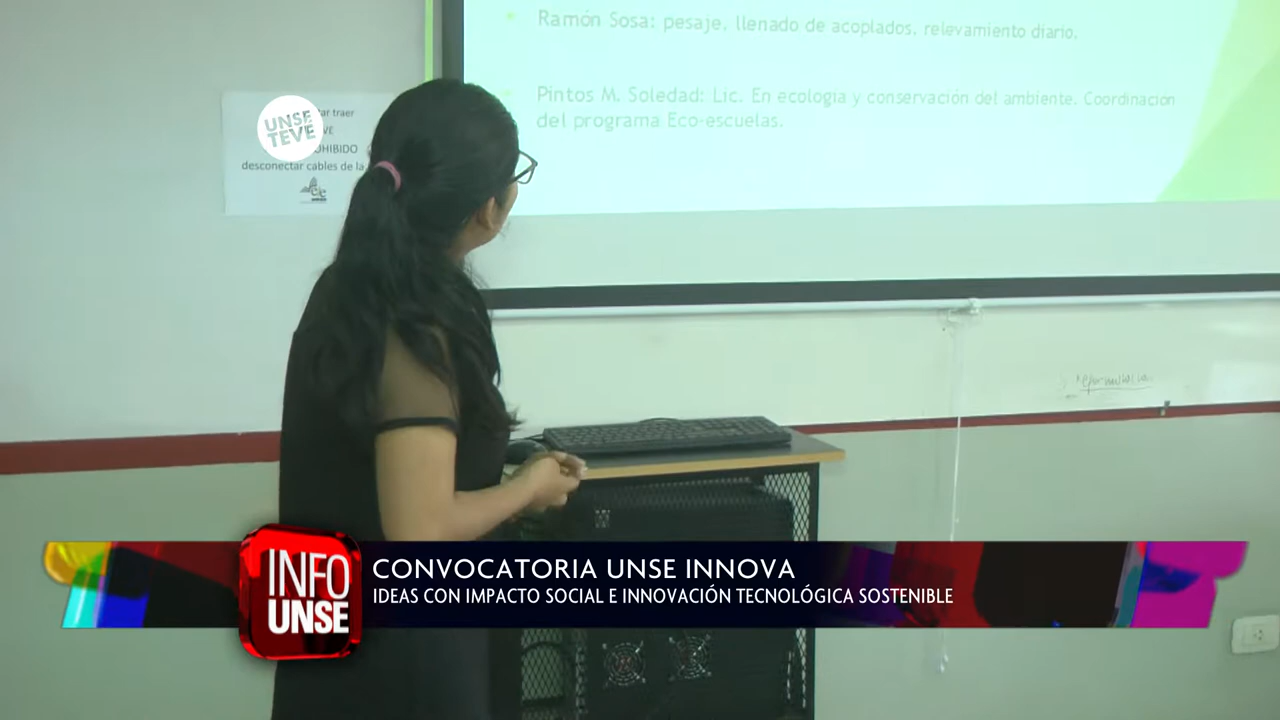 Ramón Sosa: pesaje, llenado de acoplados, relevamiento diario.
Pintos M. Soledad: Lic. En ecología y conservación del ambiente. Coordinación
del programa Eco-escuelas.
UNSE
TEVE
traer
desconectar cables de la
INFO
UNSE
CONVOCATORIA UNSE INNOVA
IDEAS CON IMPACTO SOCIAL E INNOVACIÓN TECNOLÓGICA SOSTENIBLE